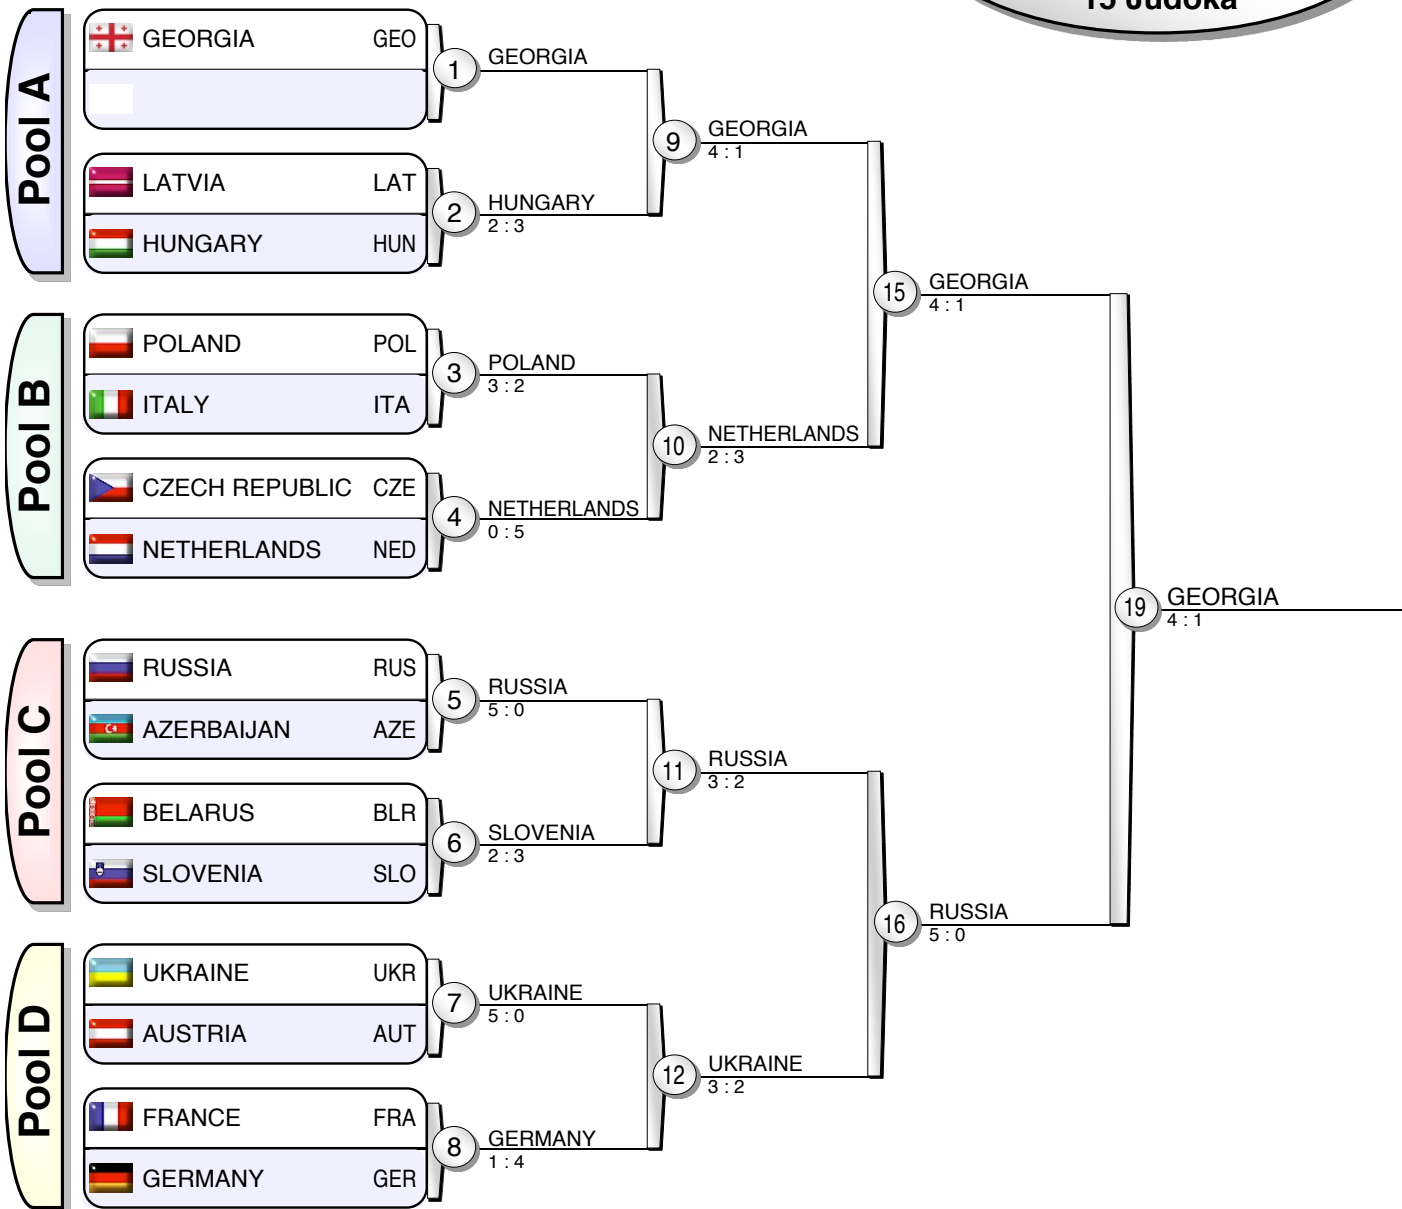 15 Judoka
Pool A
GEORGIA GEO
LATVIA LAT
HUNGARY HUN
Pool B
POLAND POL
ITALY ITA
CZECH REPUBLIC CZE
NETHERLANDS NED
Pool C
RUSSIA RUS
AZERBAIJAN AZE
BELARUS BLR
SLOVENIA SLO
Pool D
UKRAINE UKR
AUSTRIA AUT
FRANCE FRA
GERMANY GER
1 GEORGIA
2 HUNGARY
2 : 3
3 POLAND
3 : 2
4 NETHERLANDS
0 : 5
5 RUSSIA
5 : 0
6 SLOVENIA
2 : 3
7 UKRAINE
5 : 0
8 GERMANY
1 : 4
9 GEORGIA
4 : 1
10 NETHERLANDS
2 : 3
11 RUSSIA
3 : 2
12 UKRAINE
3 : 2
15 GEORGIA
4 : 1
16 RUSSIA
5 : 0
19 GEORGIA
4 : 1